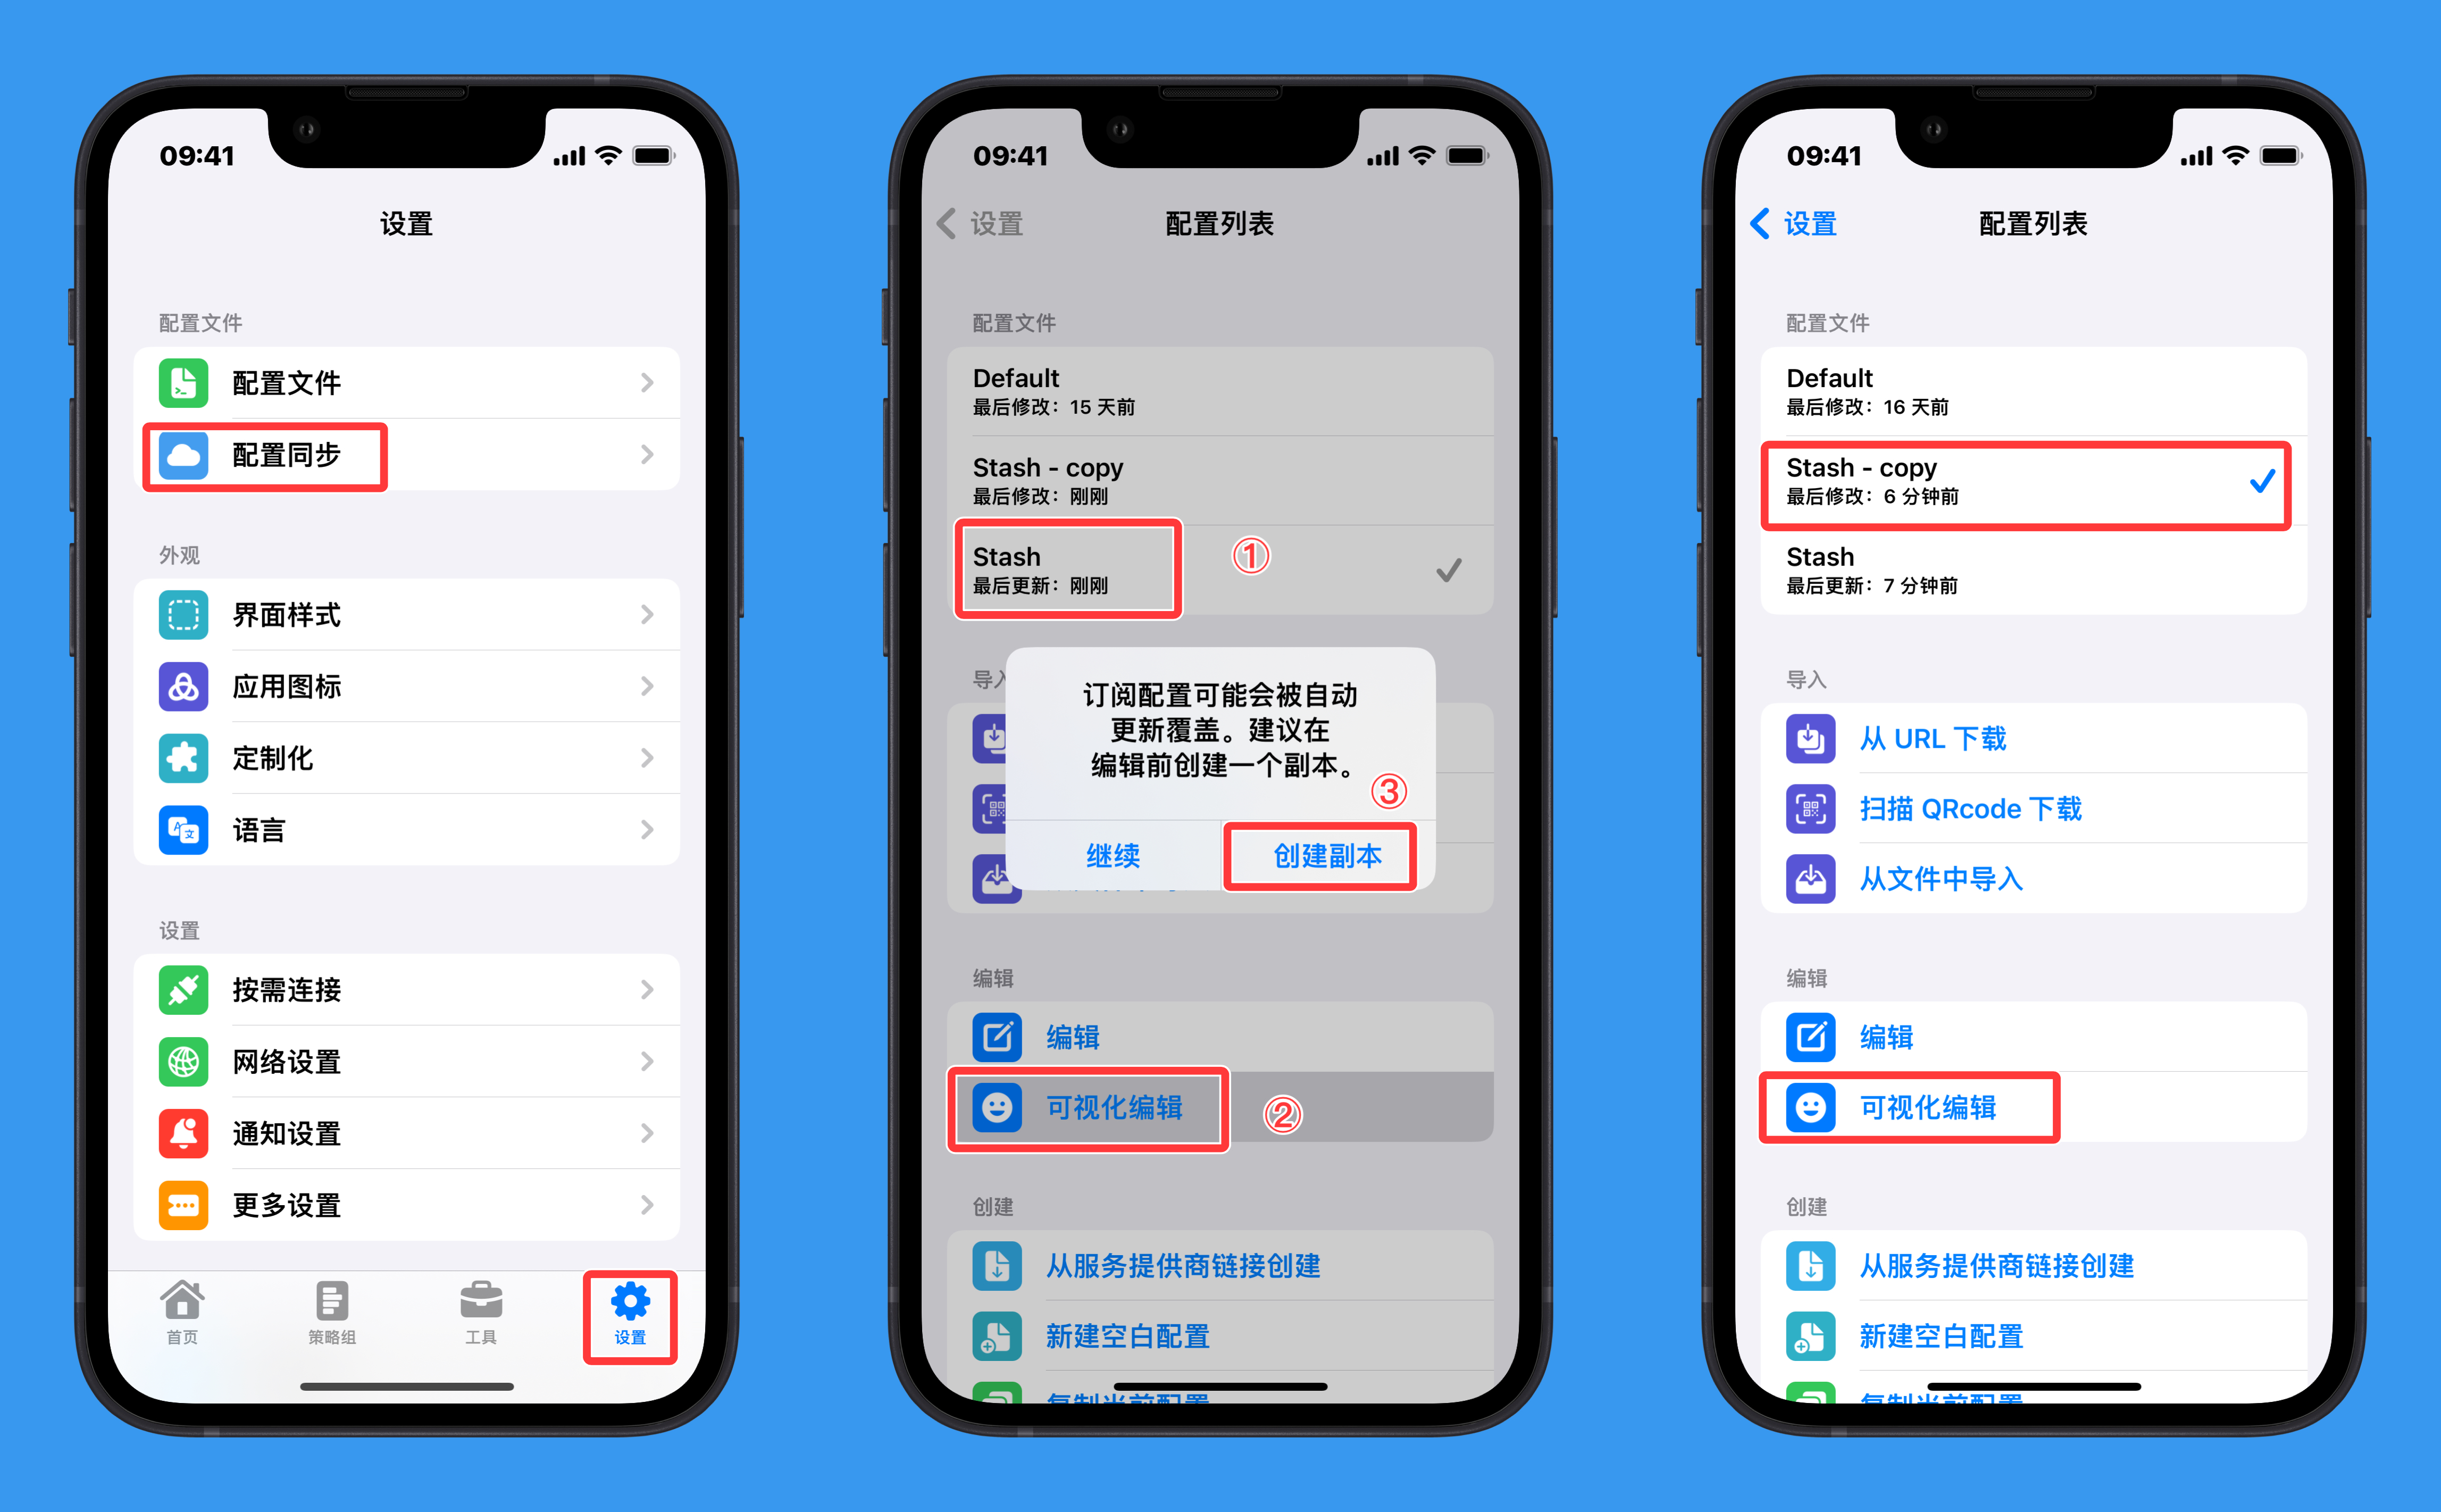 09:41
设置
配置文件
配置文件
配置同步
外观
界面样式
应用图标
定制化
语言
设置
按需连接
网络设置
通知设置
更多设置
首页
策略组
工具
设置
09:41
设置
配置列表
配置文件
Default
最后修改：15 天前
Stash - copy
最后修改：刚刚
Stash
最后更新：刚刚
①
导入
订阅配置可能会被自动
更新覆盖。建议在
编辑前创建一个副本。
③
继续
创建副本
编辑
编辑
可视化编辑
②
创建
从服务提供商链接创建
新建空白配置
复制当前配置
09:41
设置
配置列表
配置文件
Default
最后修改：16 天前
Stash - copy
最后修改：6 分钟前
Stash
最后更新：7 分钟前
导入
从 URL 下载
扫描 QRcode 下载
从文件中导入
编辑
编辑
可视化编辑
创建
从服务提供商链接创建
新建空白配置
复制当前配置